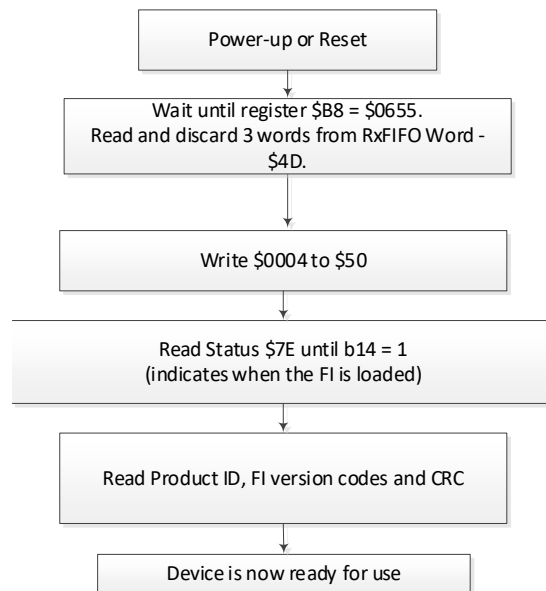 Power-up or Reset
Wait until register $B8 = $0655.
Read and discard 3 words from RxFIFO Word -
$4D.
Write $0004 to $50
Read Status $7E until b14 = 1
(indicates when the FI is loaded)
Read Product ID, FI version codes and CRC
Device is now ready for use